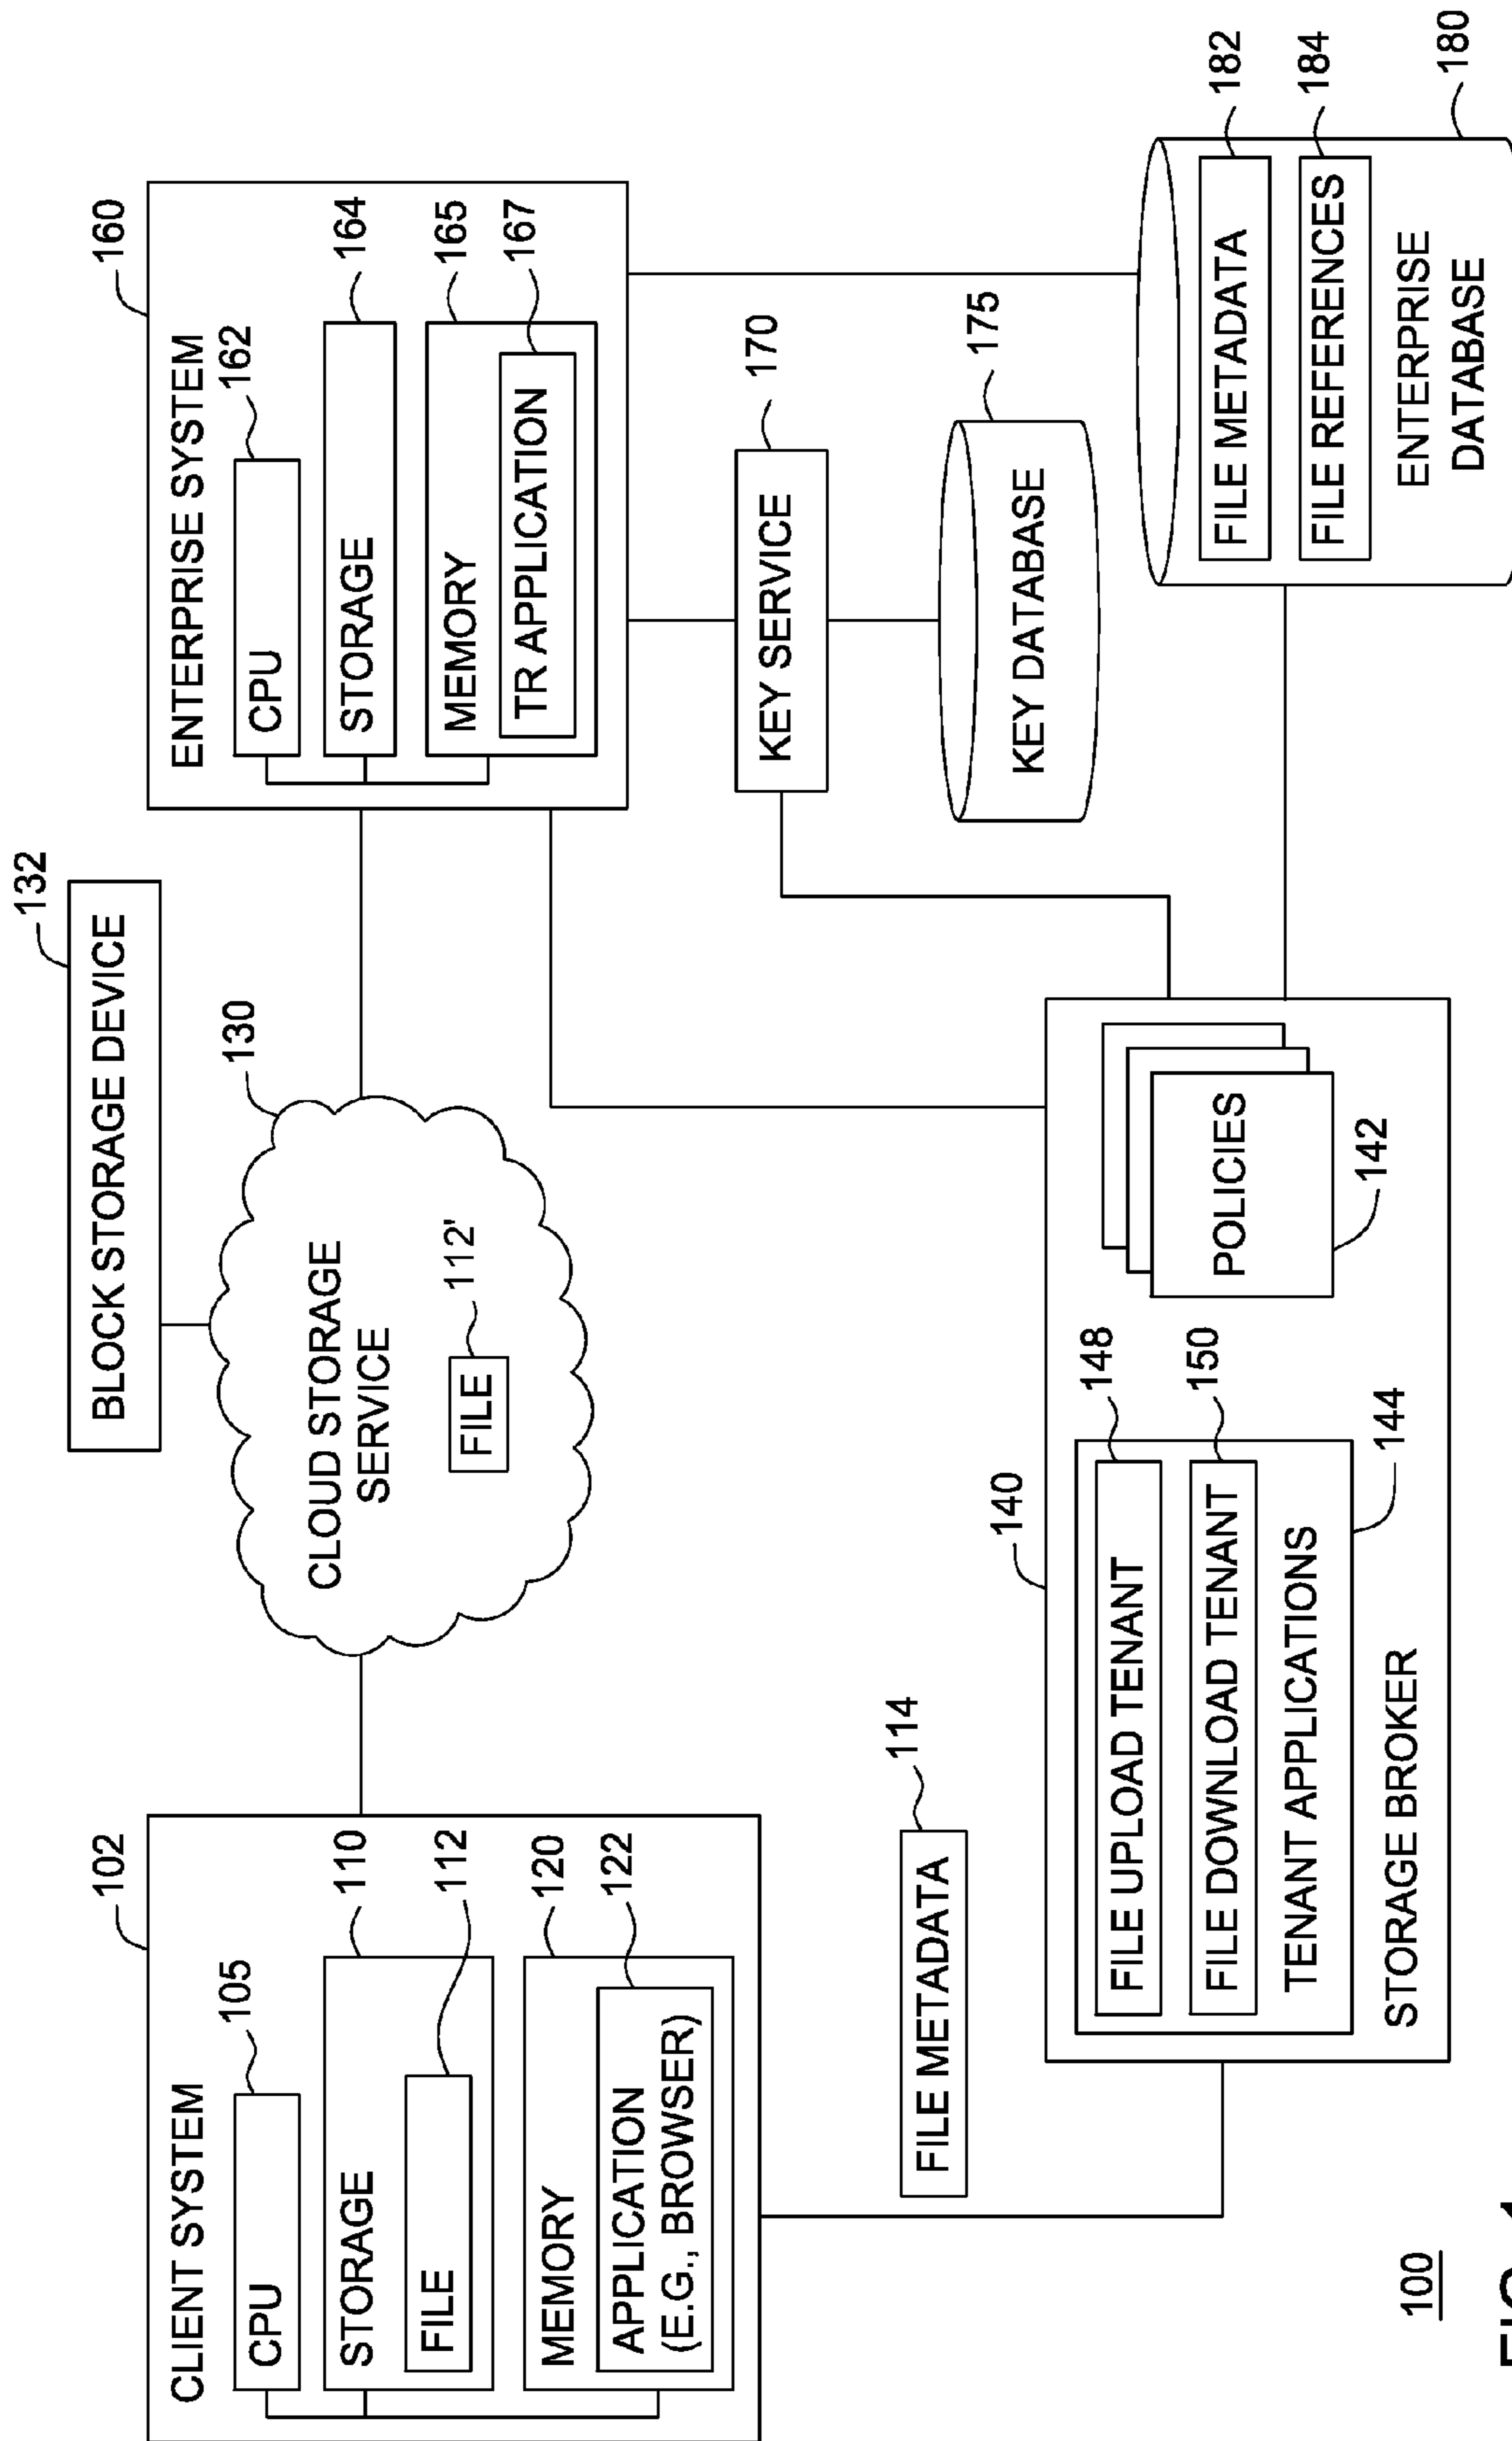 132
BLOCK STORAGE DEVICE
102
CLIENT SYSTEM
105
CPU
110
STORAGE
112
FILE
120
MEMORY
122
APPLICATION
(E.G., BROWSER)
130
CLOUD STORAGE
SERVICE
112'
FILE
160
ENTERPRISE SYSTEM
162
CPU
164
STORAGE
165
MEMORY
167
TR APPLICATION
114
FILE METADATA
170
KEY SERVICE
175
KEY DATABASE
140
148
FILE UPLOAD TENANT
150
FILE DOWNLOAD TENANT
TENANT APPLICATIONS
144
STORAGE BROKER
POLICIES
142
182
FILE METADATA
184
FILE REFERENCES
ENTERPRISE
DATABASE
180
100